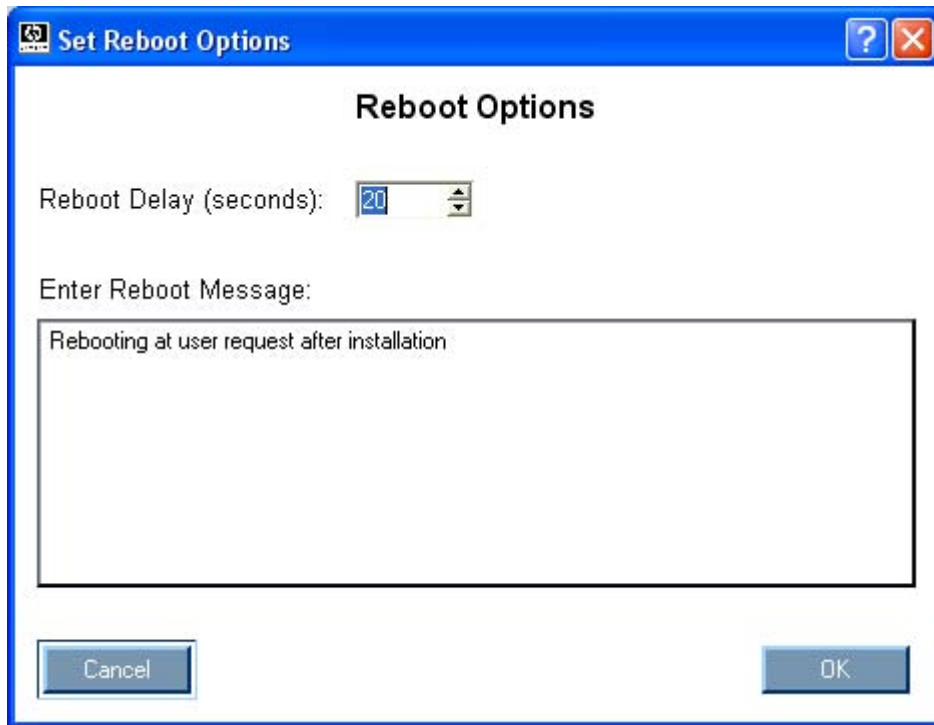 Set Reboot Options
Reboot Options
Reboot Delay (seconds): 20
Enter Reboot Message:
Rebooting at user request after installation
Cancel OK